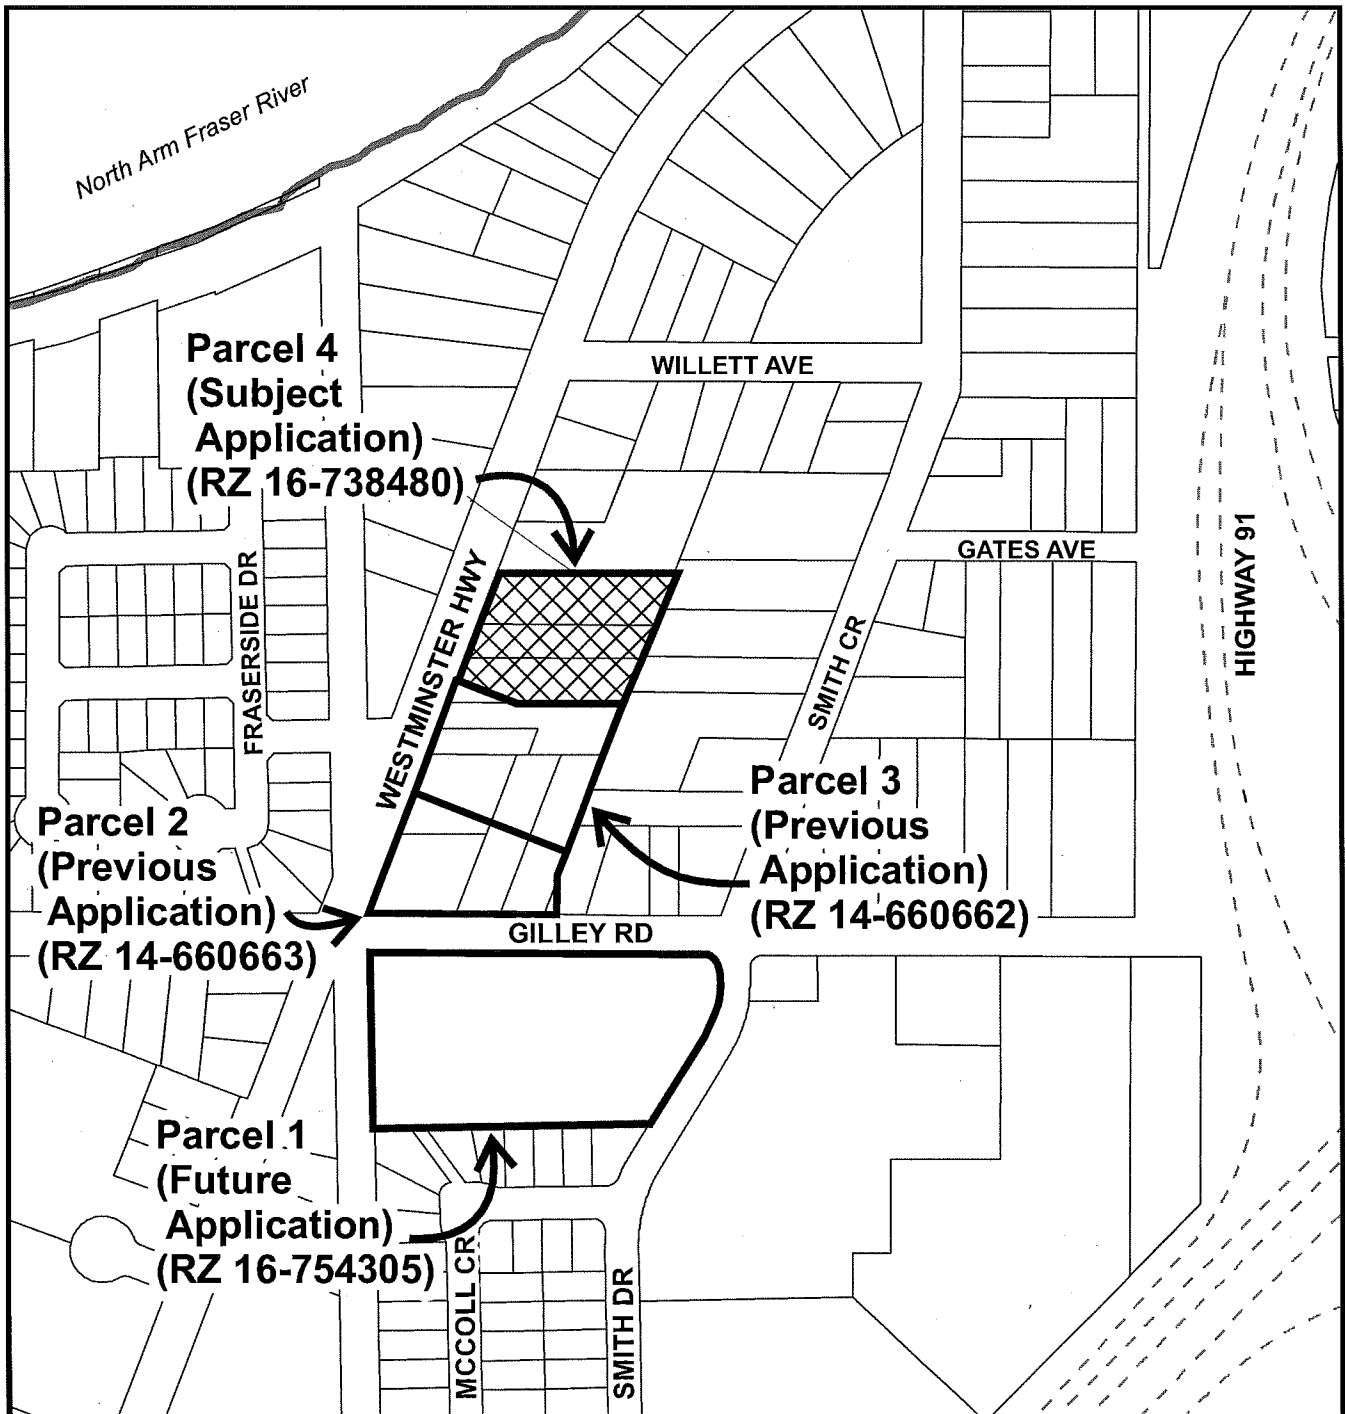 North Arm Fraser River
Parcel 4
(Subject
Application)
(RZ 16-738480)
WILLETT AVE
GATES AVE
HIGHWAY 91
FRASERSIDE DR
WESTMINSTER HWY
SMITH CR
Parcel 3
(Previous
Application)
(RZ 14-660662)
Parcel 2
(Previous
Application)
(RZ 14-660663)
GILLEY RD
Parcel 1
(Future
Application)
(RZ 16-754305)
MCCOLL CR
SMITH DR